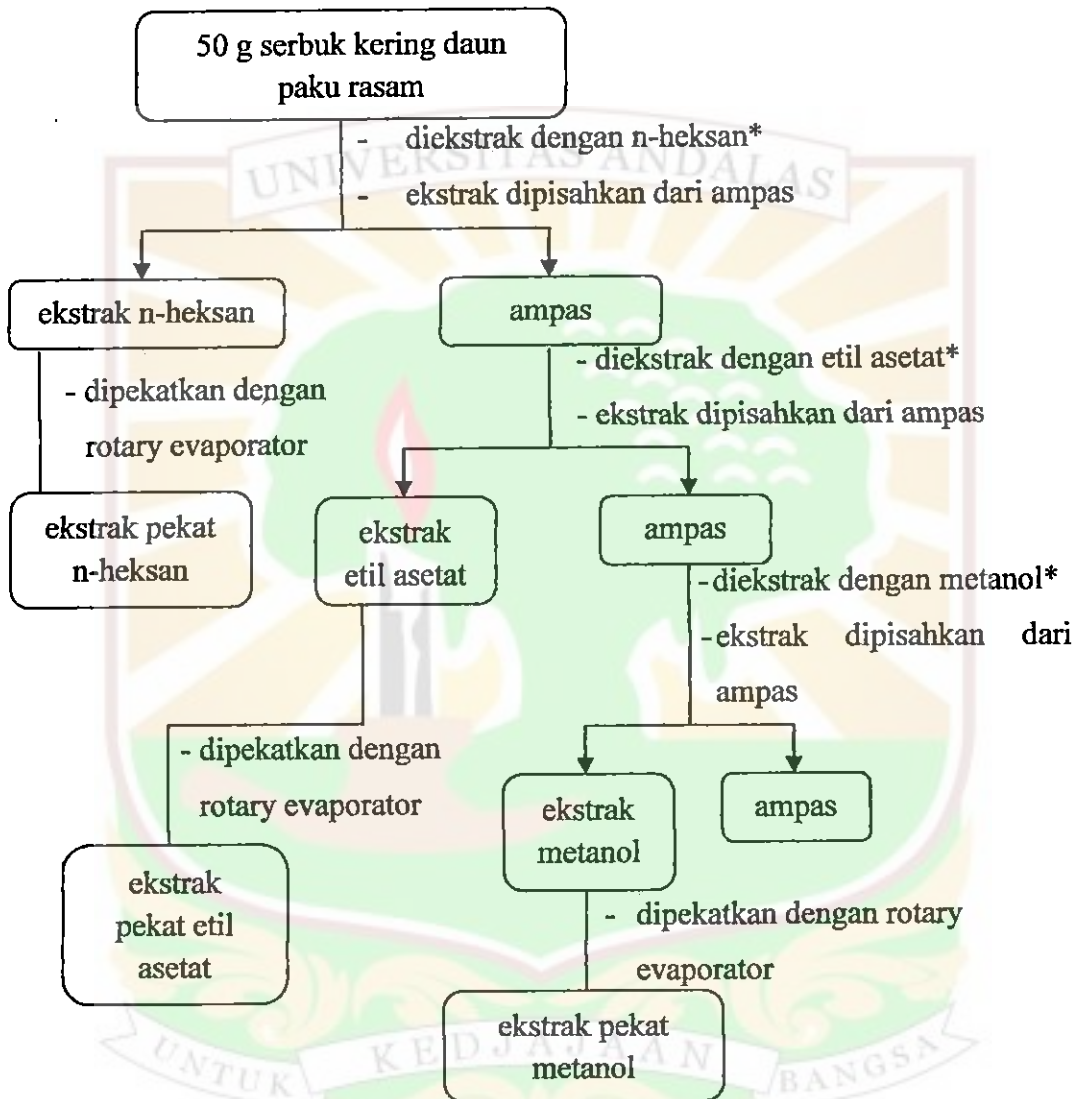 50 g serbuk kering daun
paku rasam
- diekstrak dengan n-heksan*
- ekstrak dipisahkan dari ampas
UNIVERSITAS ANDALAS
ekstrak n-heksan
ampas
- dipekatkan dengan
rotary evaporator
- diekstrak dengan etil asetat*
- ekstrak dipisahkan dari ampas
ekstrak pekat
n-heksan
ekstrak
etil asetat
ampas
-diekstrak dengan metanol*
-ekstrak dipisahkan dari
ampas
- dipekatkan dengan
rotary evaporator
ekstrak
metanol
ampas
ekstrak
pekat etil
asetat
- dipekatkan dengan rotary
evaporator
ekstrak pekat
metanol
UNTUK KEDJAJAAN BANGSA